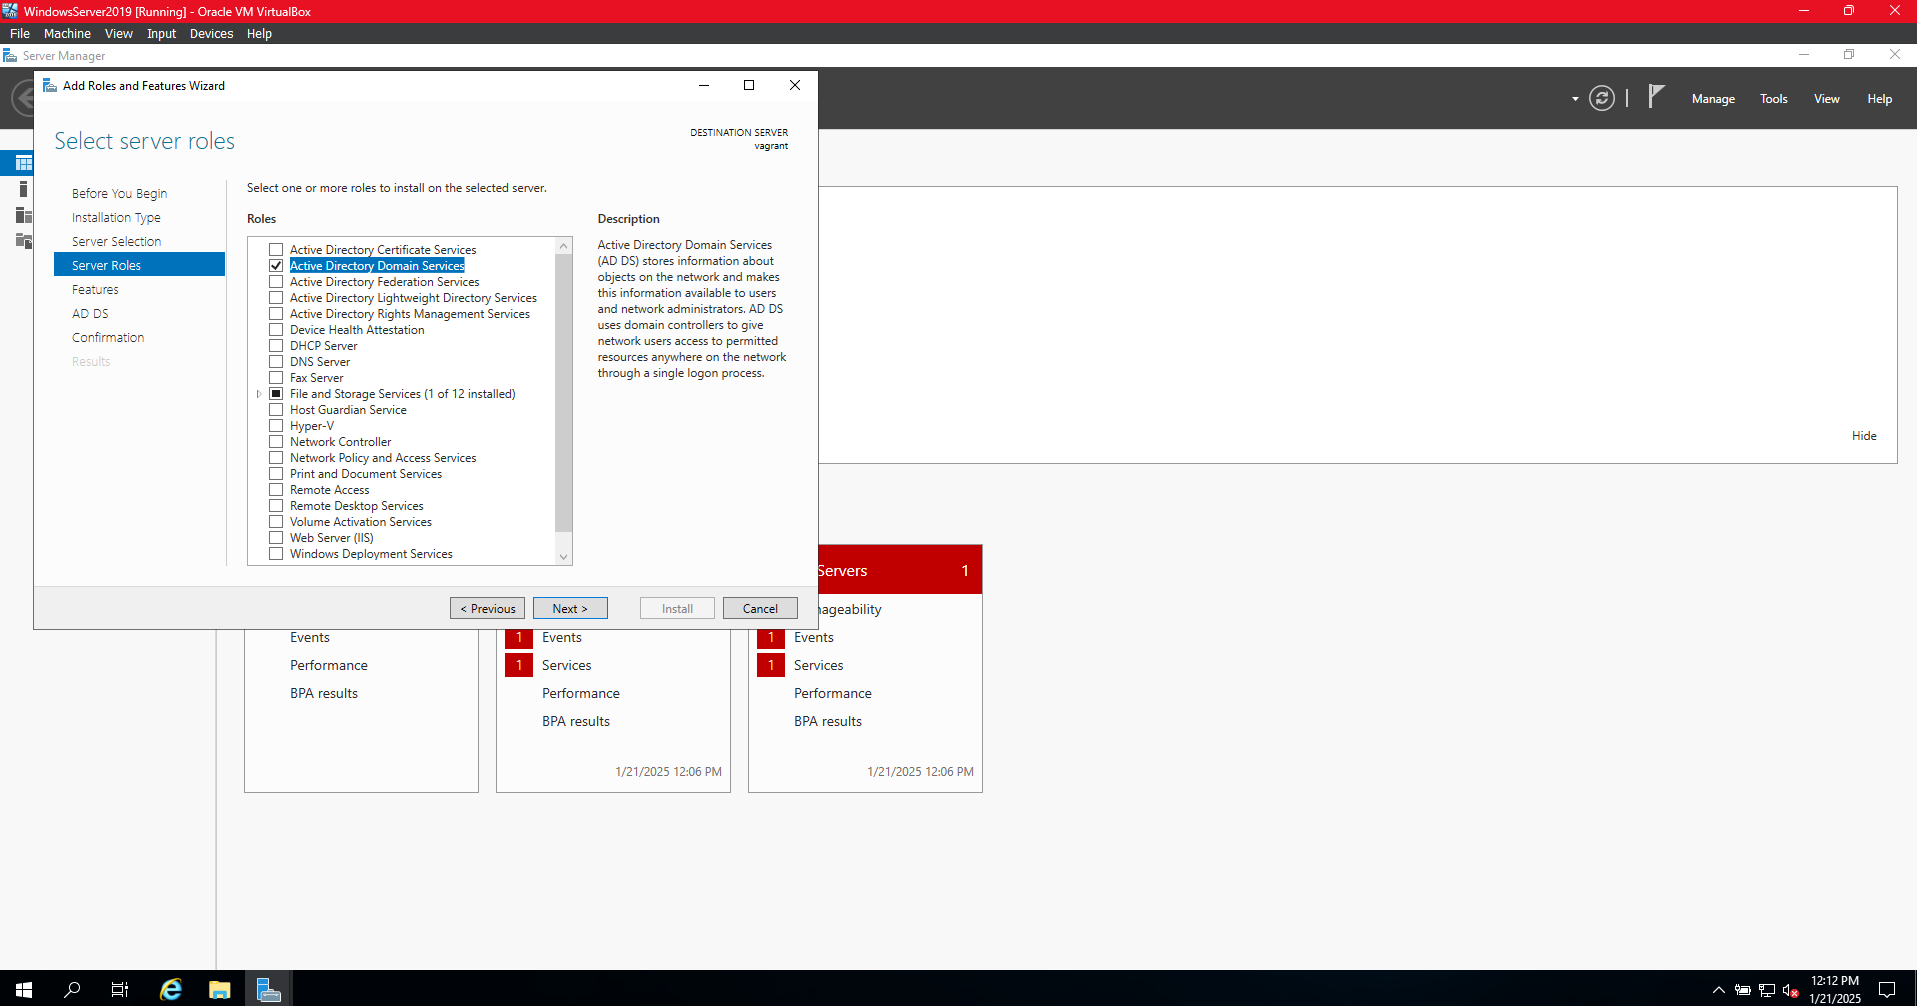 WindowsServer2019 [Running] - Oracle VM VirtualBox
File Machine View Input Devices Help
Server Manager
Add Roles and Features Wizard
Manage Tools View Help
Select server roles
DESTINATION SERVER
vagrant
Before You Begin
Installation Type
Server Selection
Server Roles
Features
AD DS
Confirmation
Results
Select one or more roles to install on the selected server.
Roles
Active Directory Certificate Services
Active Directory Domain Services
Active Directory Federation Services
Active Directory Lightweight Directory Services
Active Directory Rights Management Services
Device Health Attestation
DHCP Server
DNS Server
Fax Server
File and Storage Services (1 of 12 installed)
Host Guardian Service
Hyper-V
Network Controller
Network Policy and Access Services
Print and Document Services
Remote Access
Remote Desktop Services
Volume Activation Services
Web Server (IIS)
Windows Deployment Services
Description
Active Directory Domain Services
(AD DS) stores information about
objects on the network and makes
this information available to users
and network administrators. AD DS
uses domain controllers to give
network users access to permitted
resources anywhere on the network
through a single logon process.
< Previous Next > Install Cancel
Hide
Events
Performance
BPA results
1 Events
1 Services
Performance
BPA results
1/21/2025 12:06 PM
Servers 1
nageability
1 Events
1 Services
Performance
BPA results
1/21/2025 12:06 PM
12:12 PM
1/21/2025